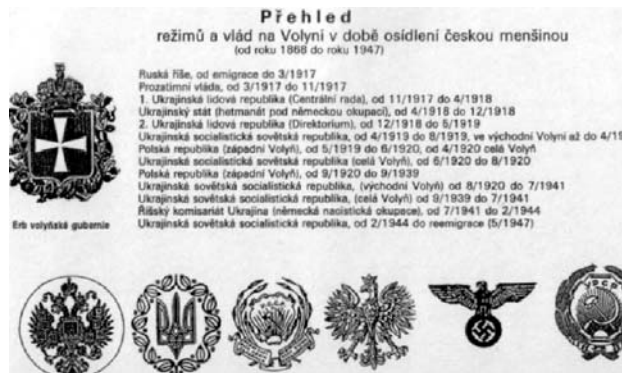 Přehled
režimů a vlád na Volyni v době osídlení českou menšinou
(od roku 1868 do roku 1947)
Ruská říše, od emigrace do 3/1917
Prozatimní vláda, od 3/1917 do 11/1917
1. Ukrajinská lidová republika (Centrální rada), od 11/1917 do 4/1918
Ukrajinský stát (hetmanát pod německou okupací), od 4/1918 do 12/1918
2. Ukrajinská lidová republika (Direktorium), od 12/1918 do 5/1919
Ukrajinská socialistická sovětská republika, od 4/1919 do 8/1919, ve východní Volyni až do 4/19
Polská republika (západní Volyň), od 5/1919 do 6/1920, od 4/1920 celá Volyň
Ukrajinská socialistická sovětská republika (celá Volyň), od 6/1920 do 8/1920
Polská republika (západní Volyň), od 9/1920 do 9/1939
Ukrajinská sovětská socialistická republika, (východní Volyň) od 8/1920 do 7/1941
Ukrajinská sovětská socialistická republika, (celá Volyň) od 9/1939 do 7/1941
Říšský komisariát Ukrajina (německá nacistická okupace), od 7/1941 do 2/1944
Ukrajinská sovětská socialistická republika, od 2/1944 do reemigrace (5/1947)
Erb volyňské gubernie
УРСР